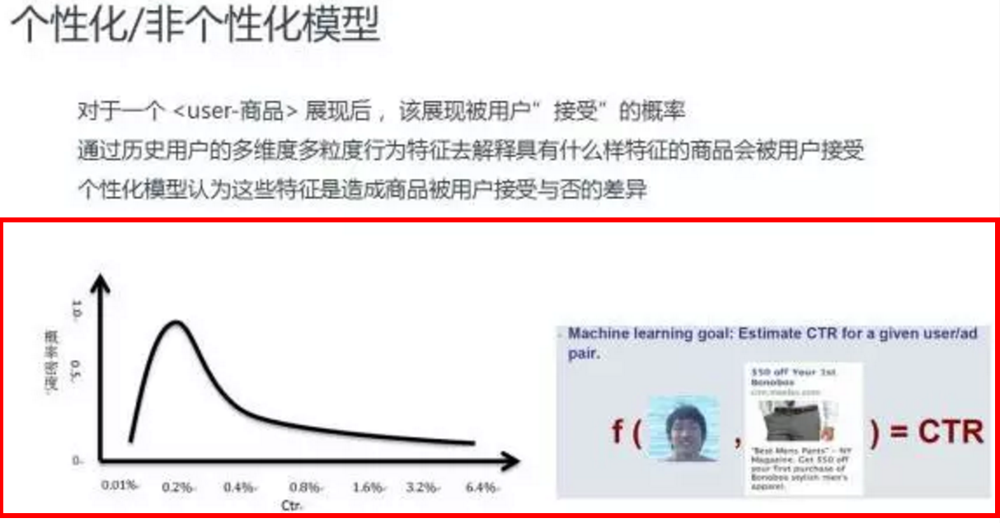 个性化/非个性化模型
对于一个 <user-商品> 展现后，该展现被用户”接受”的概率
通过历史用户的多维度多粒度行为特征去解释具有什么样特征的商品会被用户接受
个性化模型认为这些特征是造成商品被用户接受与否的差异
1.0
概率密度
0.5
0
0.01% 0.2% 0.4% 0.8% 1.6% 3.2% 6.4%
Ctr
Machine learning goal: Estimate CTR for a given user/ad
pair.
$50 off Your 1st
Bonobos
f ( , ) = CTR
"Best Mens Pants" - NY
Magazine. Get $50 off
your first purchase of
Bonobos stylish men's
apparel.